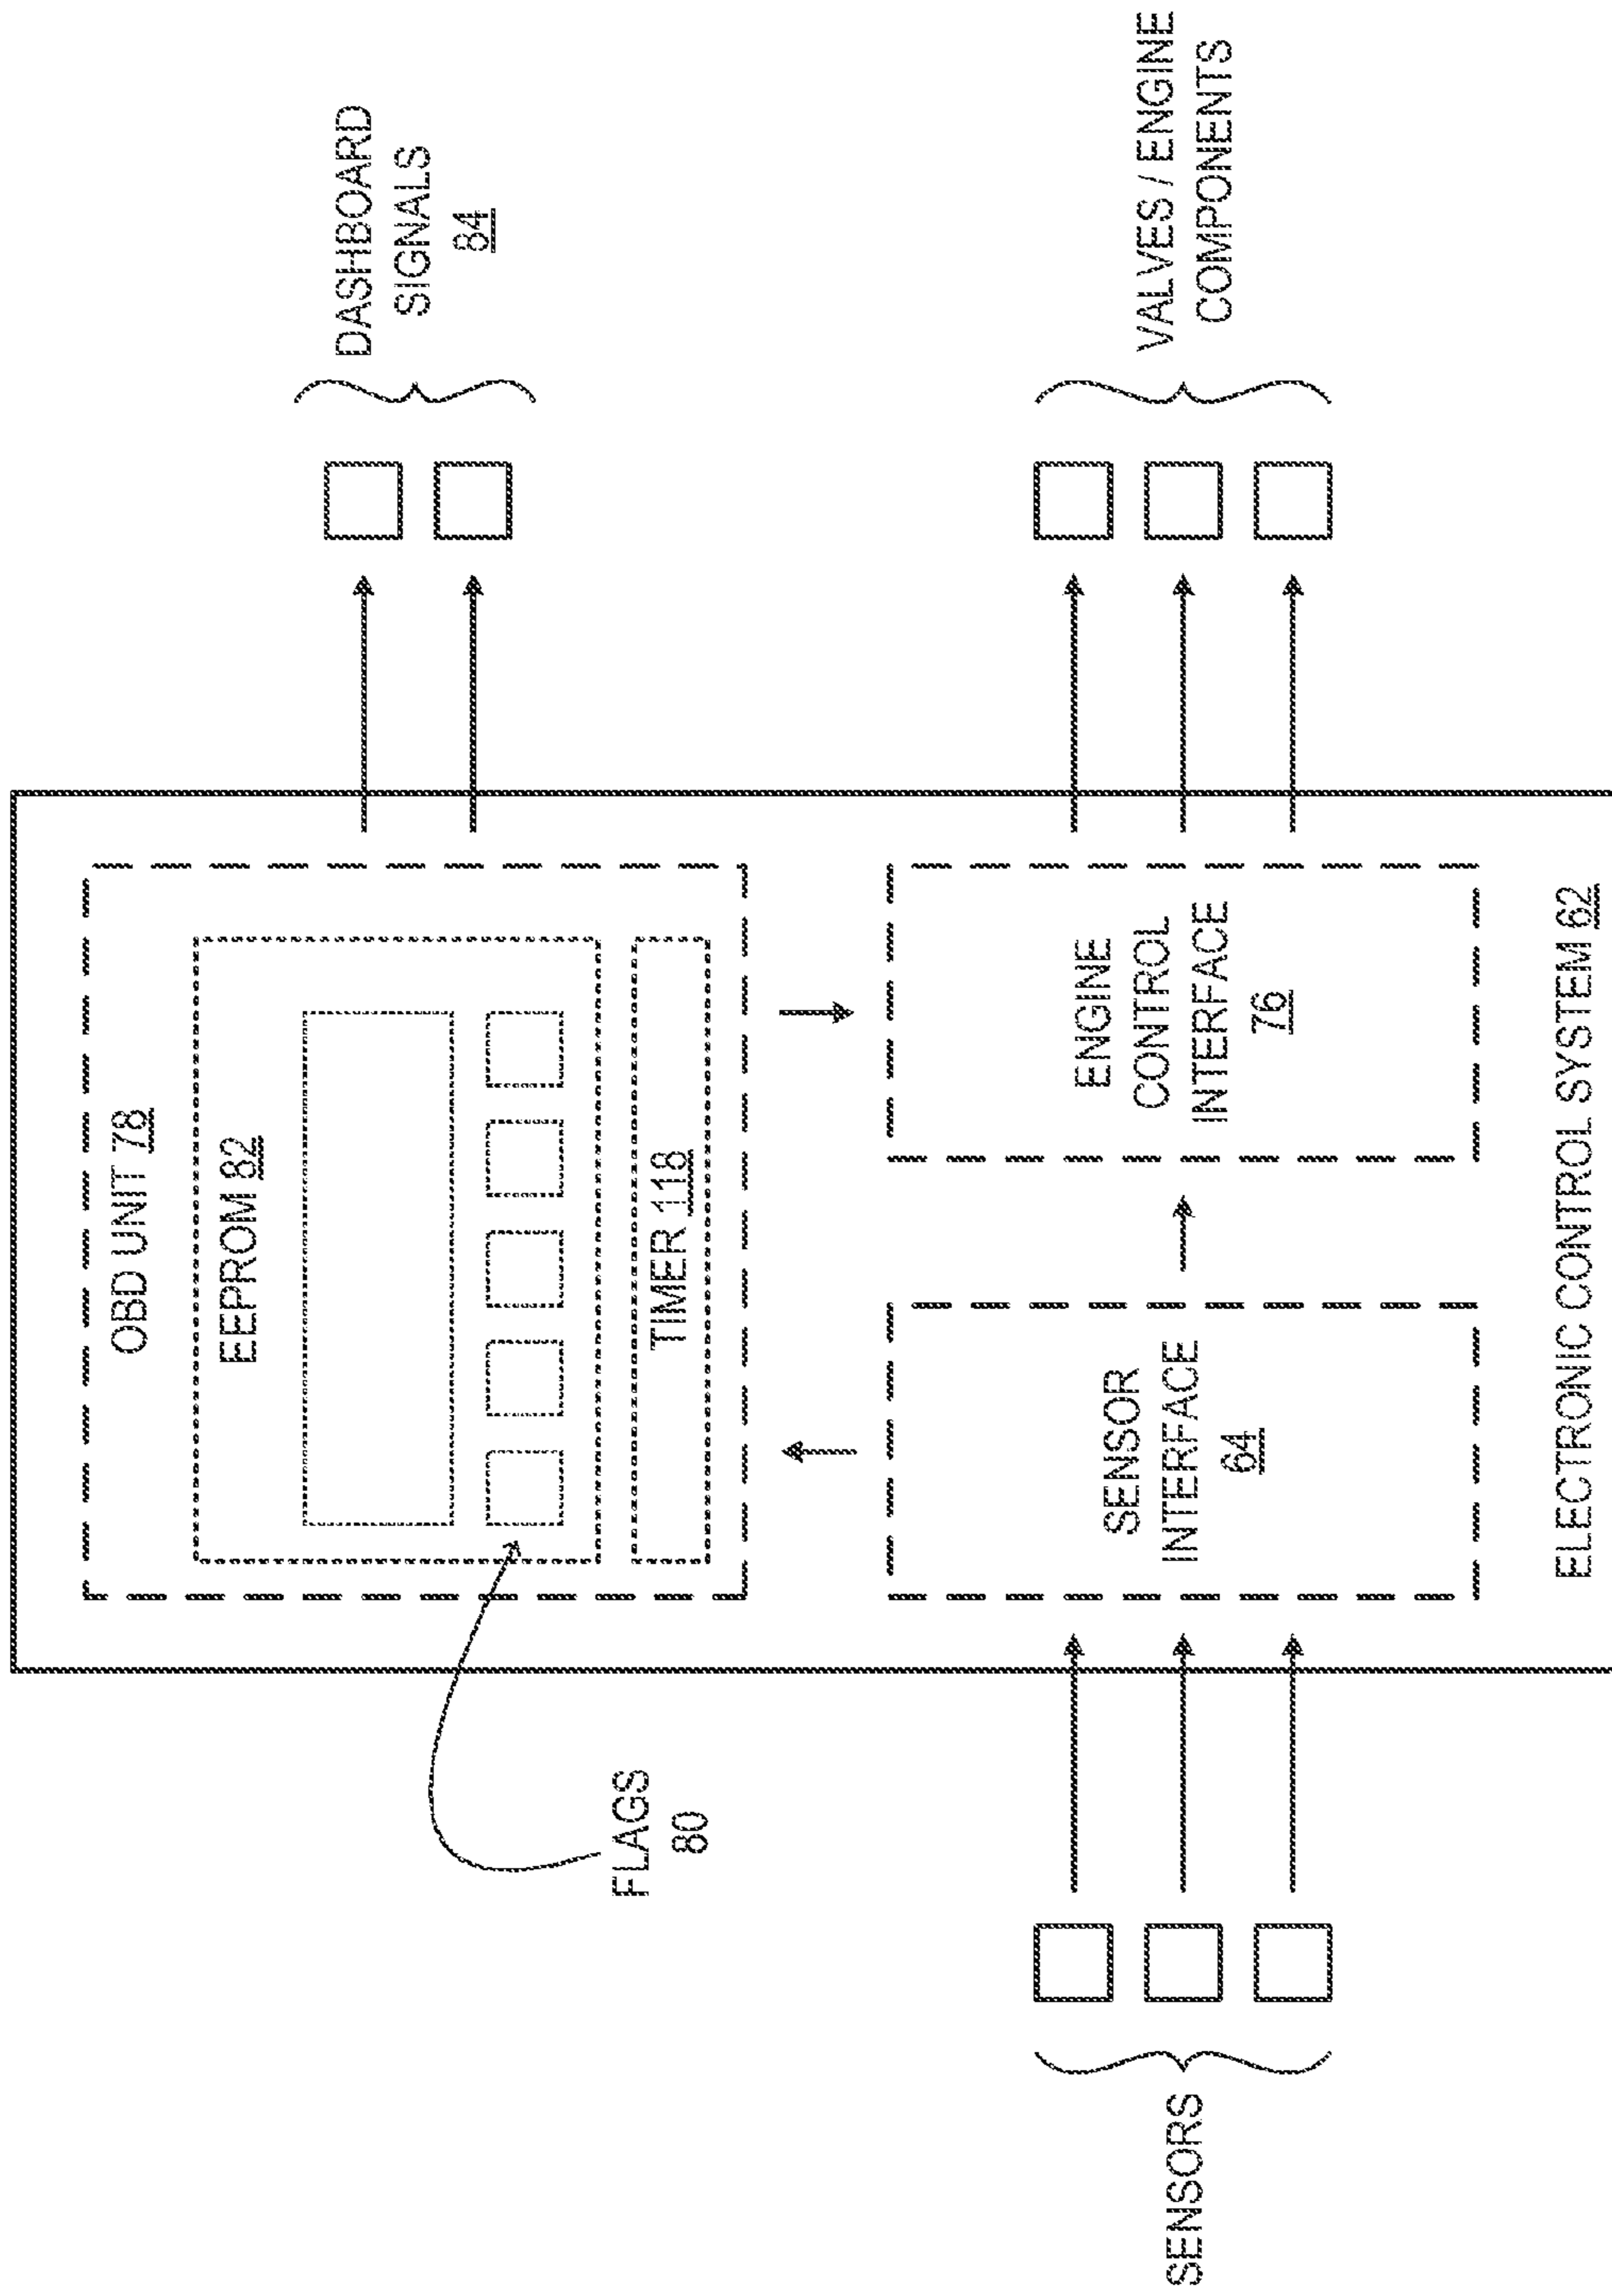 OBD UNIT 78
EEPROM 82
TIMER 118
FLAGS
80
DASHBOARD
SIGNALS
84
SENSORS
SENSOR
INTERFACE
64
ENGINE
CONTROL
INTERFACE
76
VALVES / ENGINE
COMPONENTS
ELECTRONIC CONTROL SYSTEM 62